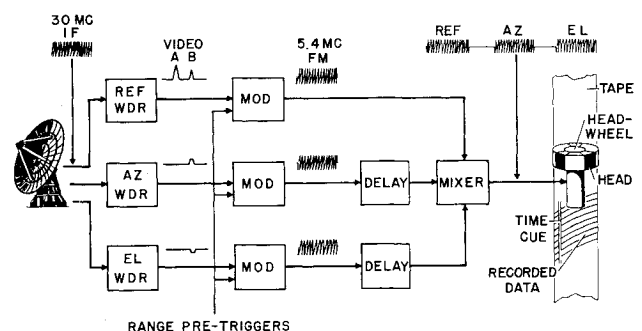 30 MC
IF
VIDEO
A B
5.4 MC
FM
REF AZ EL
REF
WDR
MOD
TAPE
HEAD-
WHEEL
AZ
WDR
MOD
DELAY
MIXER
HEAD
TIME
CUE
EL
WDR
MOD
DELAY
RECORDED
DATA
RANGE PRE-TRIGGERS